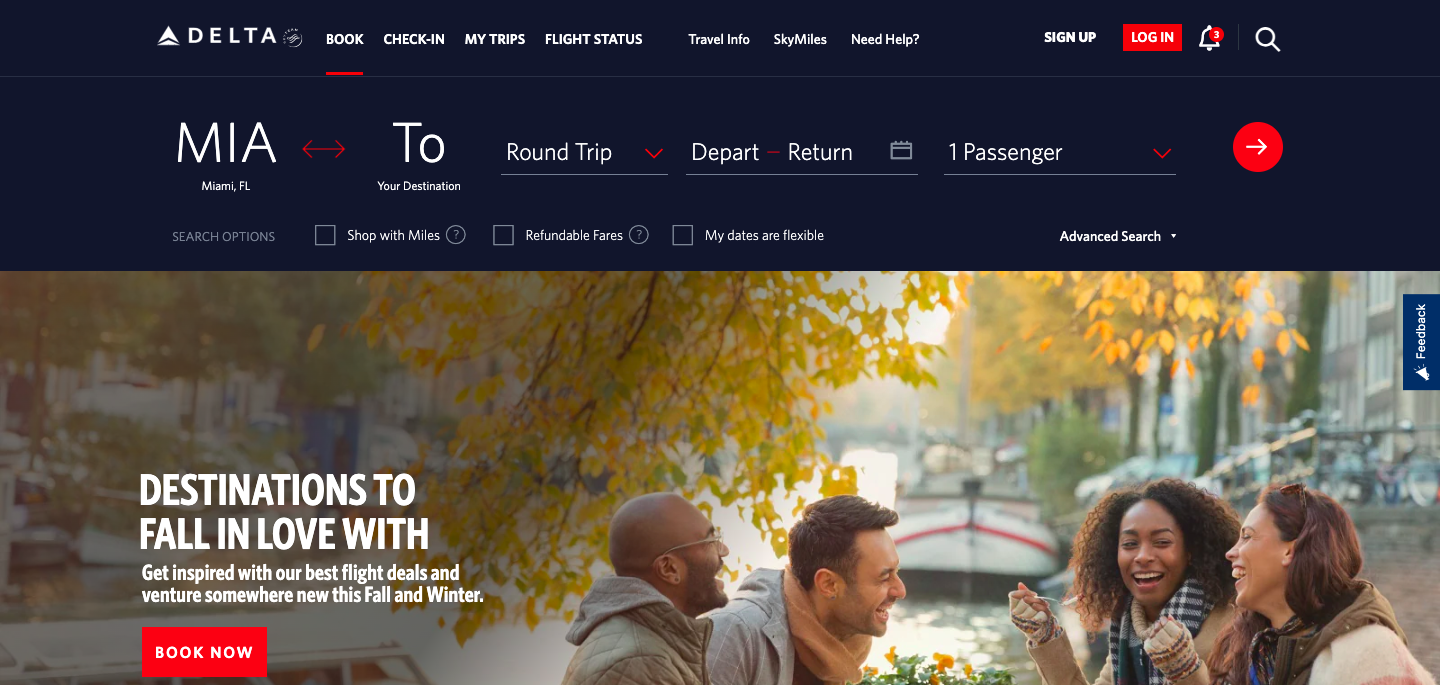 DELTA
BOOK CHECK-IN MY TRIPS FLIGHT STATUS Travel Info SkyMiles Need Help? SIGN UP LOG IN 3
MIA To Round Trip Depart — Return 1 Passenger
Miami, FL Your Destination
SEARCH OPTIONS Shop with Miles ? Refundable Fares ? My dates are flexible Advanced Search
Feedback
DESTINATIONS TO
FALL IN LOVE WITH
Get inspired with our best flight deals and
venture somewhere new this Fall and Winter.
BOOK NOW